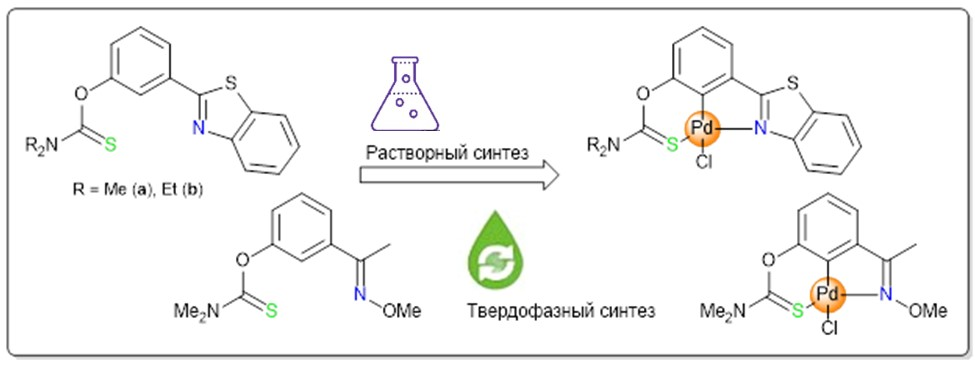 O
S
R₂N
S
N
R = Me (a), Et (b)
Растворный синтез
O
S
R₂N
S
Pd
N
Cl
O
Me₂N
S
N
OMe
Твердофазный синтез
O
Me₂N
S
Pd
N
OMe
Cl